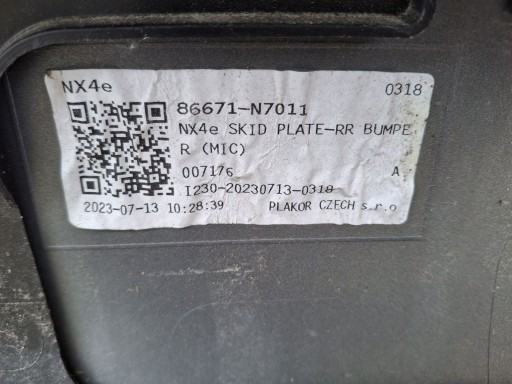 NX4e 0318
86671-N7011
NX4e SKID PLATE-RR BUMPE
R (MIC)
007176 A
I230-20230713-0318
2023-07-13 10:28:39 PLAKOR CZECH s.r.o